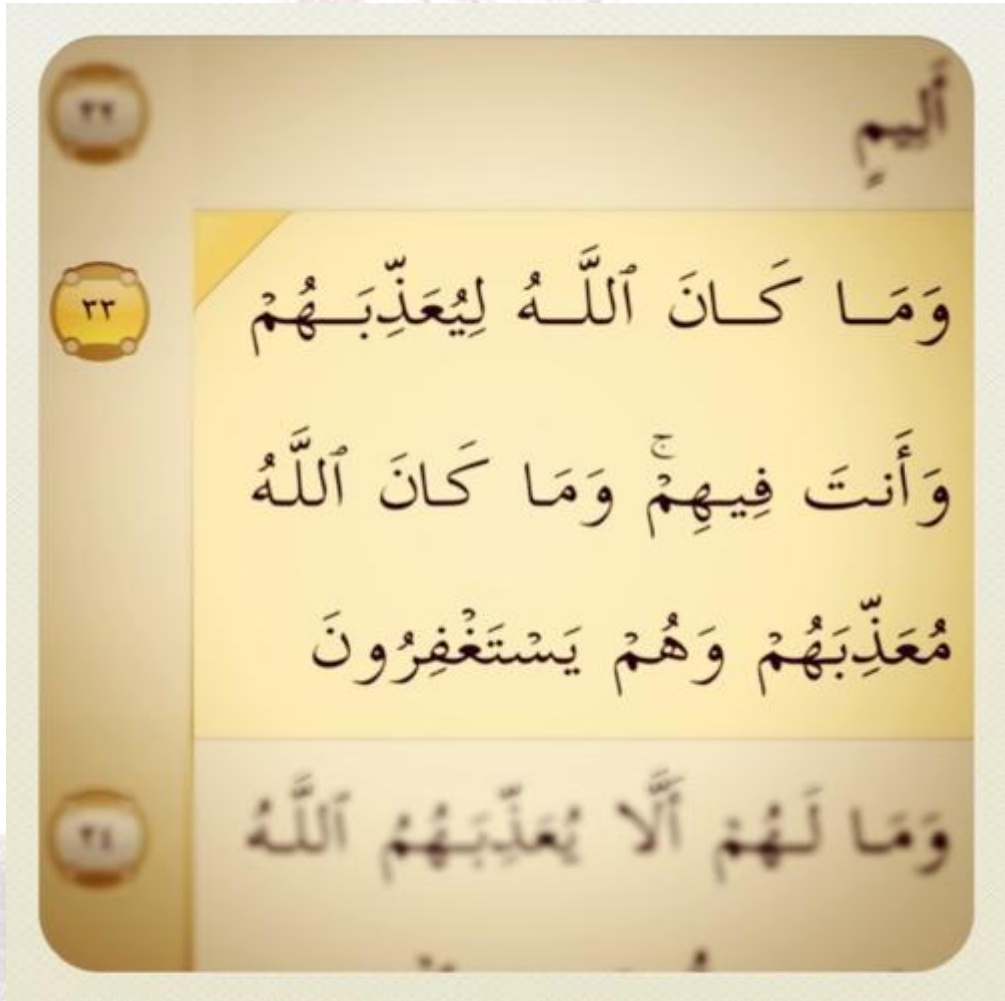 أَلِيمٍ
٣٢
وَمَا كَانَ ٱللَّهُ لِيُعَذِّبَهُمْ
٣٣
وَأَنتَ فِيهِمْ ۚ وَمَا كَانَ ٱللَّهُ
مُعَذِّبَهُمْ وَهُمْ يَسْتَغْفِرُونَ
وَمَا لَهُمْ أَلَّا يُعَذِّبَهُمُ ٱللَّهُ
٣٤